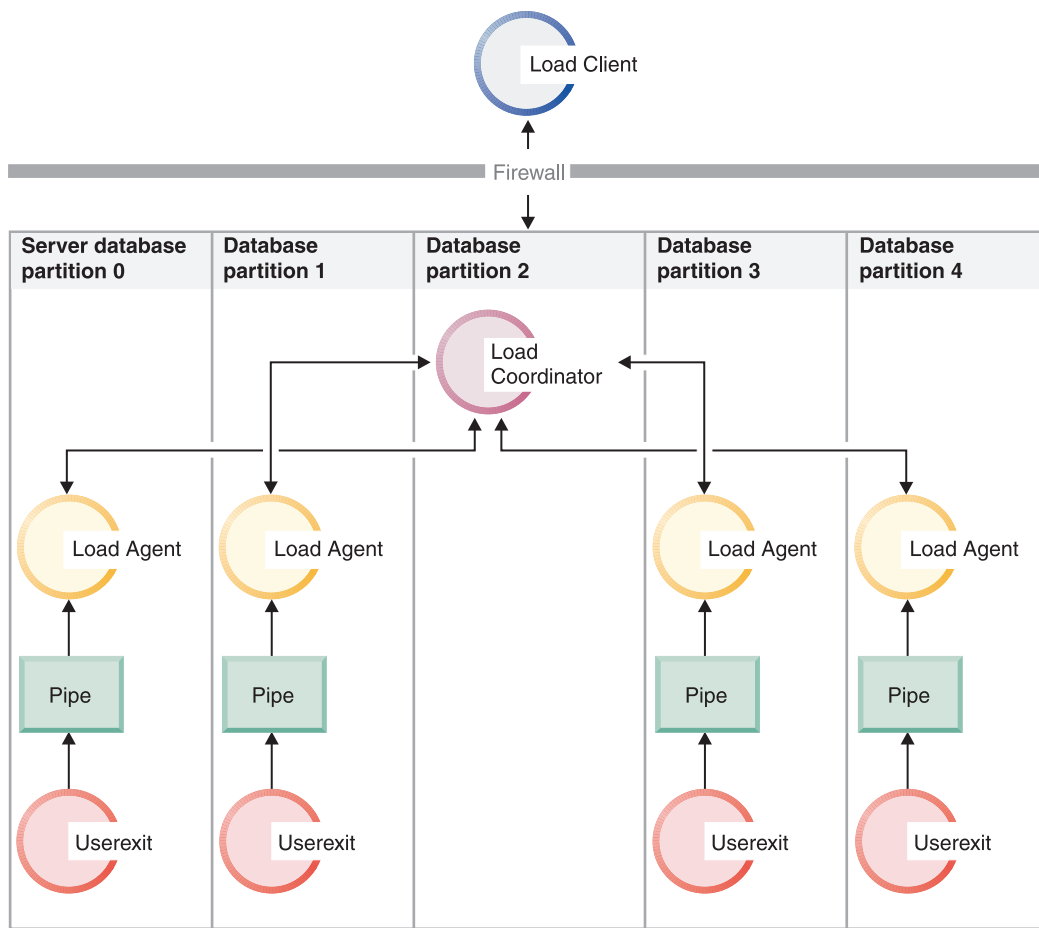 Load Client
Firewall
Server database
partition 0
Database
partition 1
Database
partition 2
Database
partition 3
Database
partition 4
Load
Coordinator
Load Agent
Load Agent
Load Agent
Load Agent
Pipe
Pipe
Pipe
Pipe
Userexit
Userexit
Userexit
Userexit